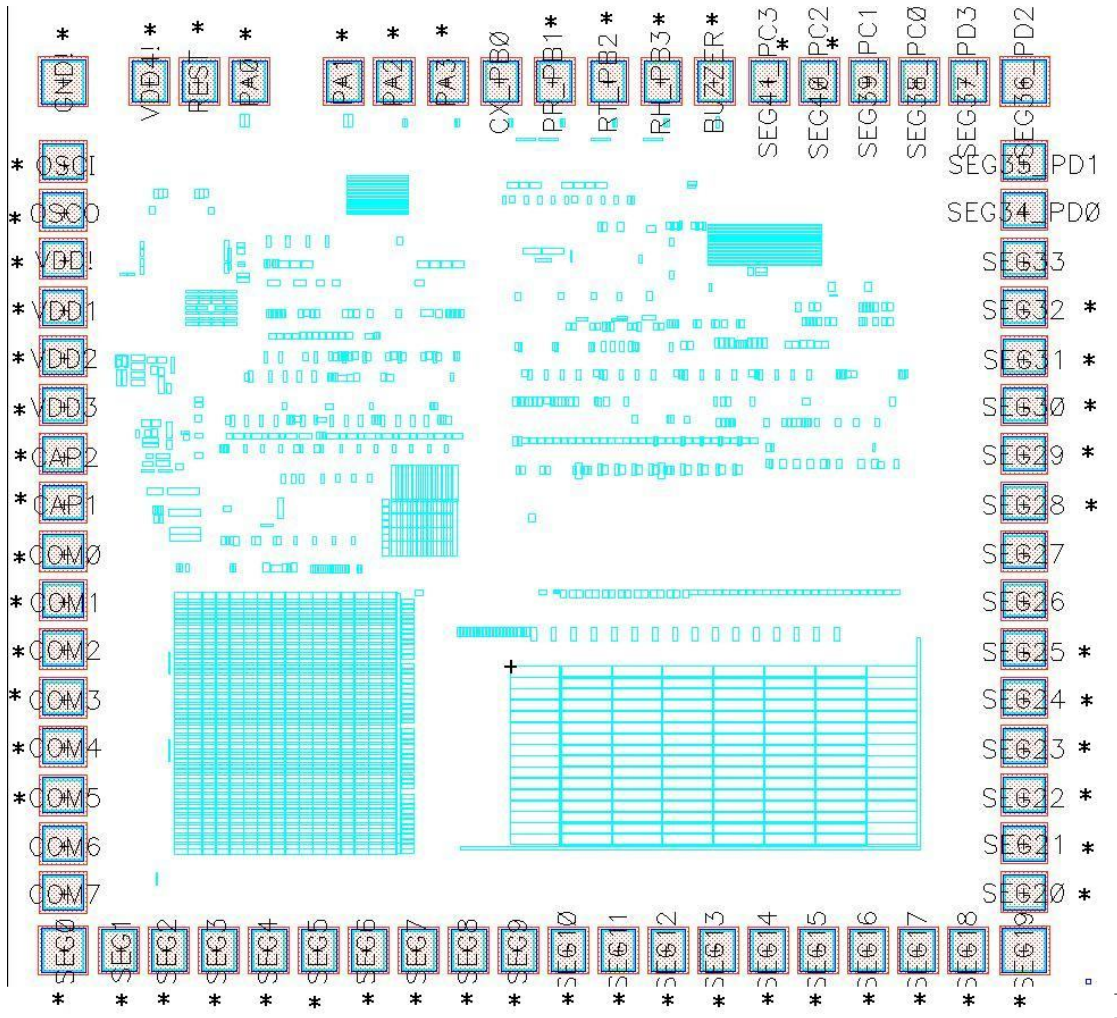 GND! *
VDD4! *
REST *
PA0 *
PA1 *
PA2 *
PA3 *
CX_PB0
PR_PB1 *
RT_PB2 *
RH_PB3 *
BUZZER *
SEG41_PC3 *
SEG40_PC2 *
SEG39_PC1
SEG38_PC0
SEG37_PD3
SEG36_PD2
* OSCI
SEG35_PD1
* OSCO
SEG34_PD0
* VDD!
SEG33
* VDD1
SEG32 *
* VDD2
SEG31 *
* VDD3
SEG30 *
* CAP2
SEG29 *
* CAP1
SEG28 *
* COM0
SEG27
* COM1
SEG26
* COM2
SEG25 *
* COM3
SEG24 *
* COM4
SEG23 *
* COM5
SEG22 *
COM6
SEG21 *
COM7
SEG20 *
* SEG0
* SEG1
* SEG2
* SEG3
* SEG4
* SEG5
* SEG6
* SEG7
* SEG8
* SEG9
* SEG10
* SEG11
* SEG12
* SEG13
* SEG14
* SEG15
* SEG16
* SEG17
* SEG18
* SEG19